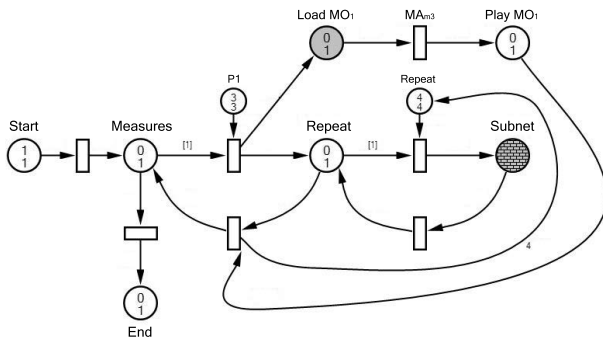 Load MO1 MAm3 Play MO1
0 0
1 1
P1 Repeat
3 4
3 4
Start Measures Repeat Subnet
1 0 [1] 0 [1]
1 1 1
4
0
1
End